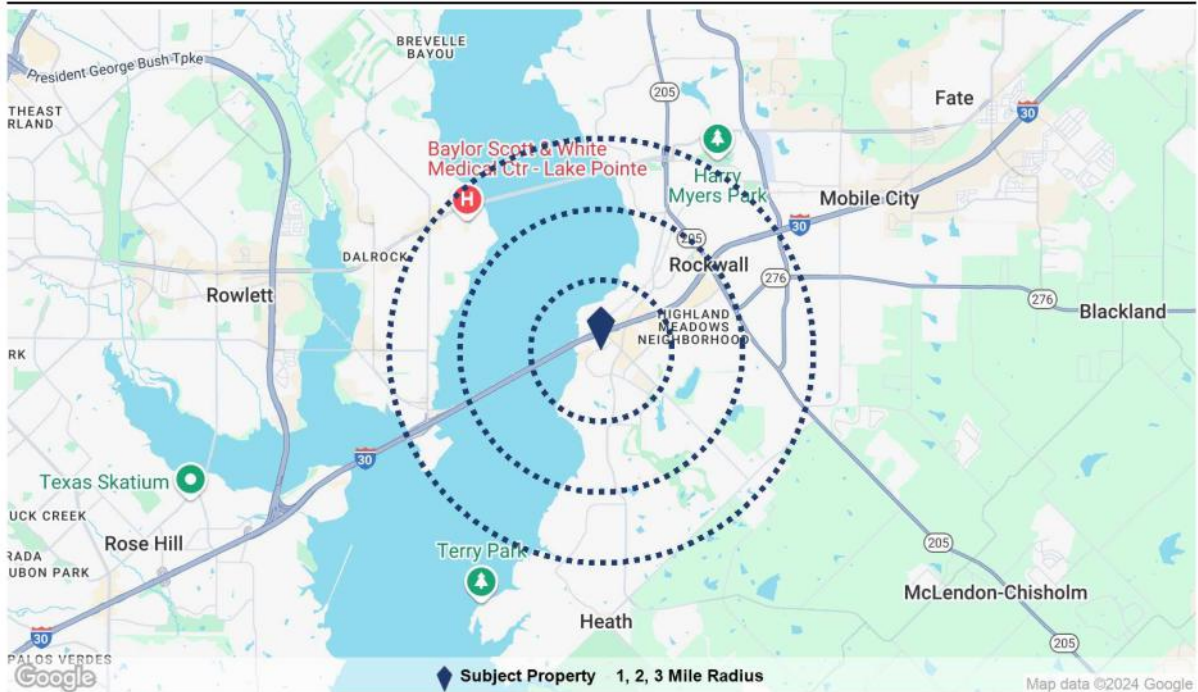 BREVELLE
BAYOU
President George Bush Tpke
THEAST
RLAND
205
Fate
30
Baylor Scott & White
Medical Ctr - Lake Pointe
H
Harry
Myers Park
Mobile City
30
205
DALROCK
Rockwall
Rowlett
276
276
HIGHLAND
MEADOWS
NEIGHBORHOOD
Blackland
RK
30
Texas Skatium
UCK CREEK
Rose Hill
205
Terry Park
RADA
UBON PARK
McLendon-Chisholm
Heath
30
205
PALOS VERDES
Google
Subject Property 1, 2, 3 Mile Radius
Map data ©2024 Google